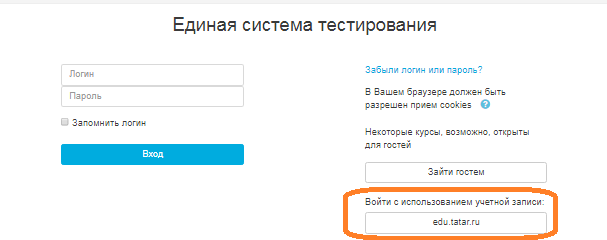 Единая система тестирования
Логин
Пароль
Запомнить логин
Вход
Забыли логин или пароль?
В Вашем браузере должен быть
разрешен прием cookies ?
Некоторые курсы, возможно, открыты
для гостей
Зайти гостем
Войти с использованием учетной записи:
edu.tatar.ru